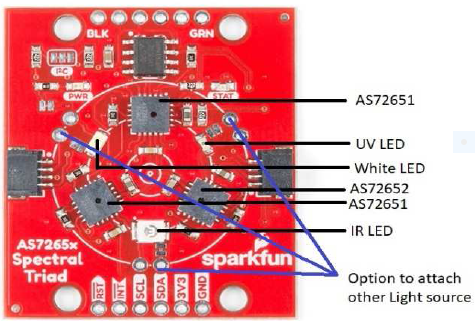 BLK
GRN
I²C
PWR
STAT
AS72651
UV LED
White LED
AS72652
AS72651
IR LED
AS7265x
Spectral
Triad
sparkfun
Option to attach
other Light source
RST
INT
SCL
SDA
3V3
GND